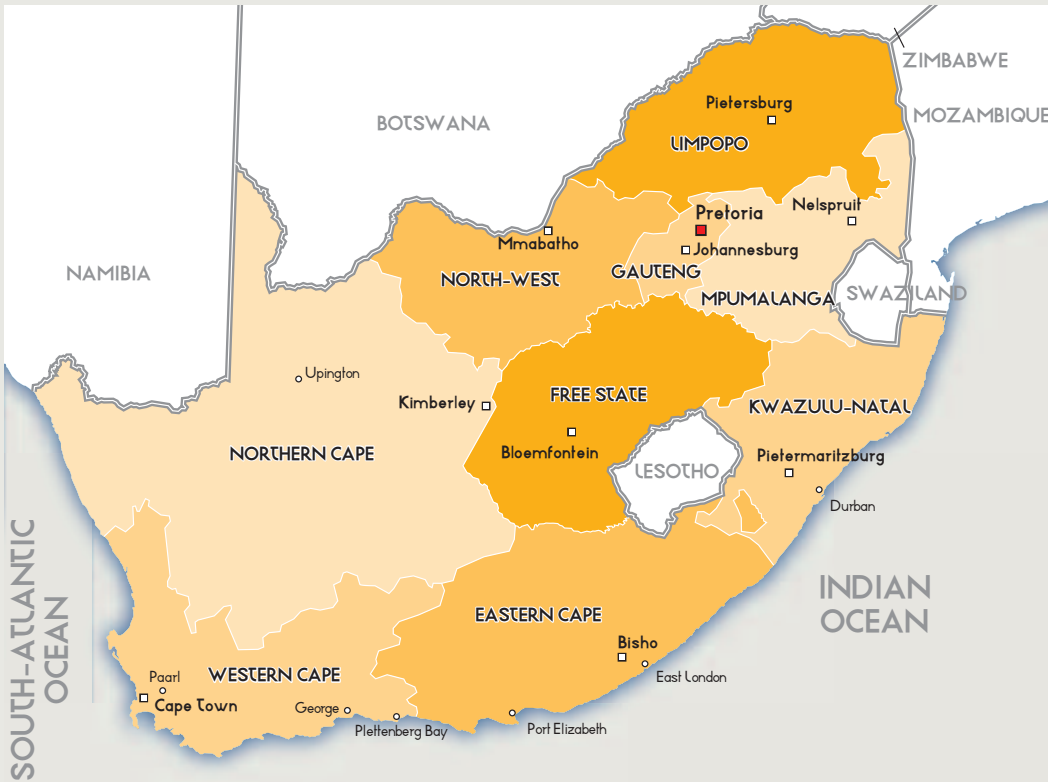 ZIMBABWE
Pietersburg
MOZAMBIQUE
BOTSWANA
LIMPOPO
Nelspruit
Pretoria
Mmabatho
Johannesburg
NAMIBIA
GAUTENG
NORTH-WEST
SWAZILAND
MPUMALANGA
Upington
FREE STATE
Kimberley
KWAZULU-NATAL
Bloemfontein
NORTHERN CAPE
Pietermaritzburg
LESOTHO
Durban
SOUTH-ATLANTIC
OCEAN
INDIAN
OCEAN
EASTERN CAPE
Bisho
WESTERN CAPE
Paarl
East London
Cape Town
George
Plettenberg Bay
Port Elizabeth